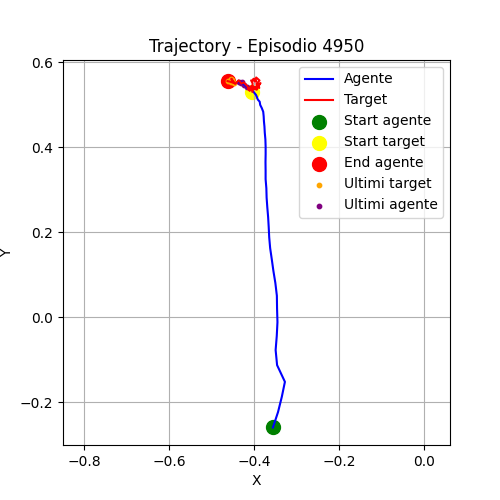 Trajectory - Episodio 4950
Agente
Target
Start agente
Start target
End agente
Ultimi target
Ultimi agente
0.6
0.4
0.2
0.0
−0.2
Y
−0.8
−0.6
−0.4
−0.2
0.0
X